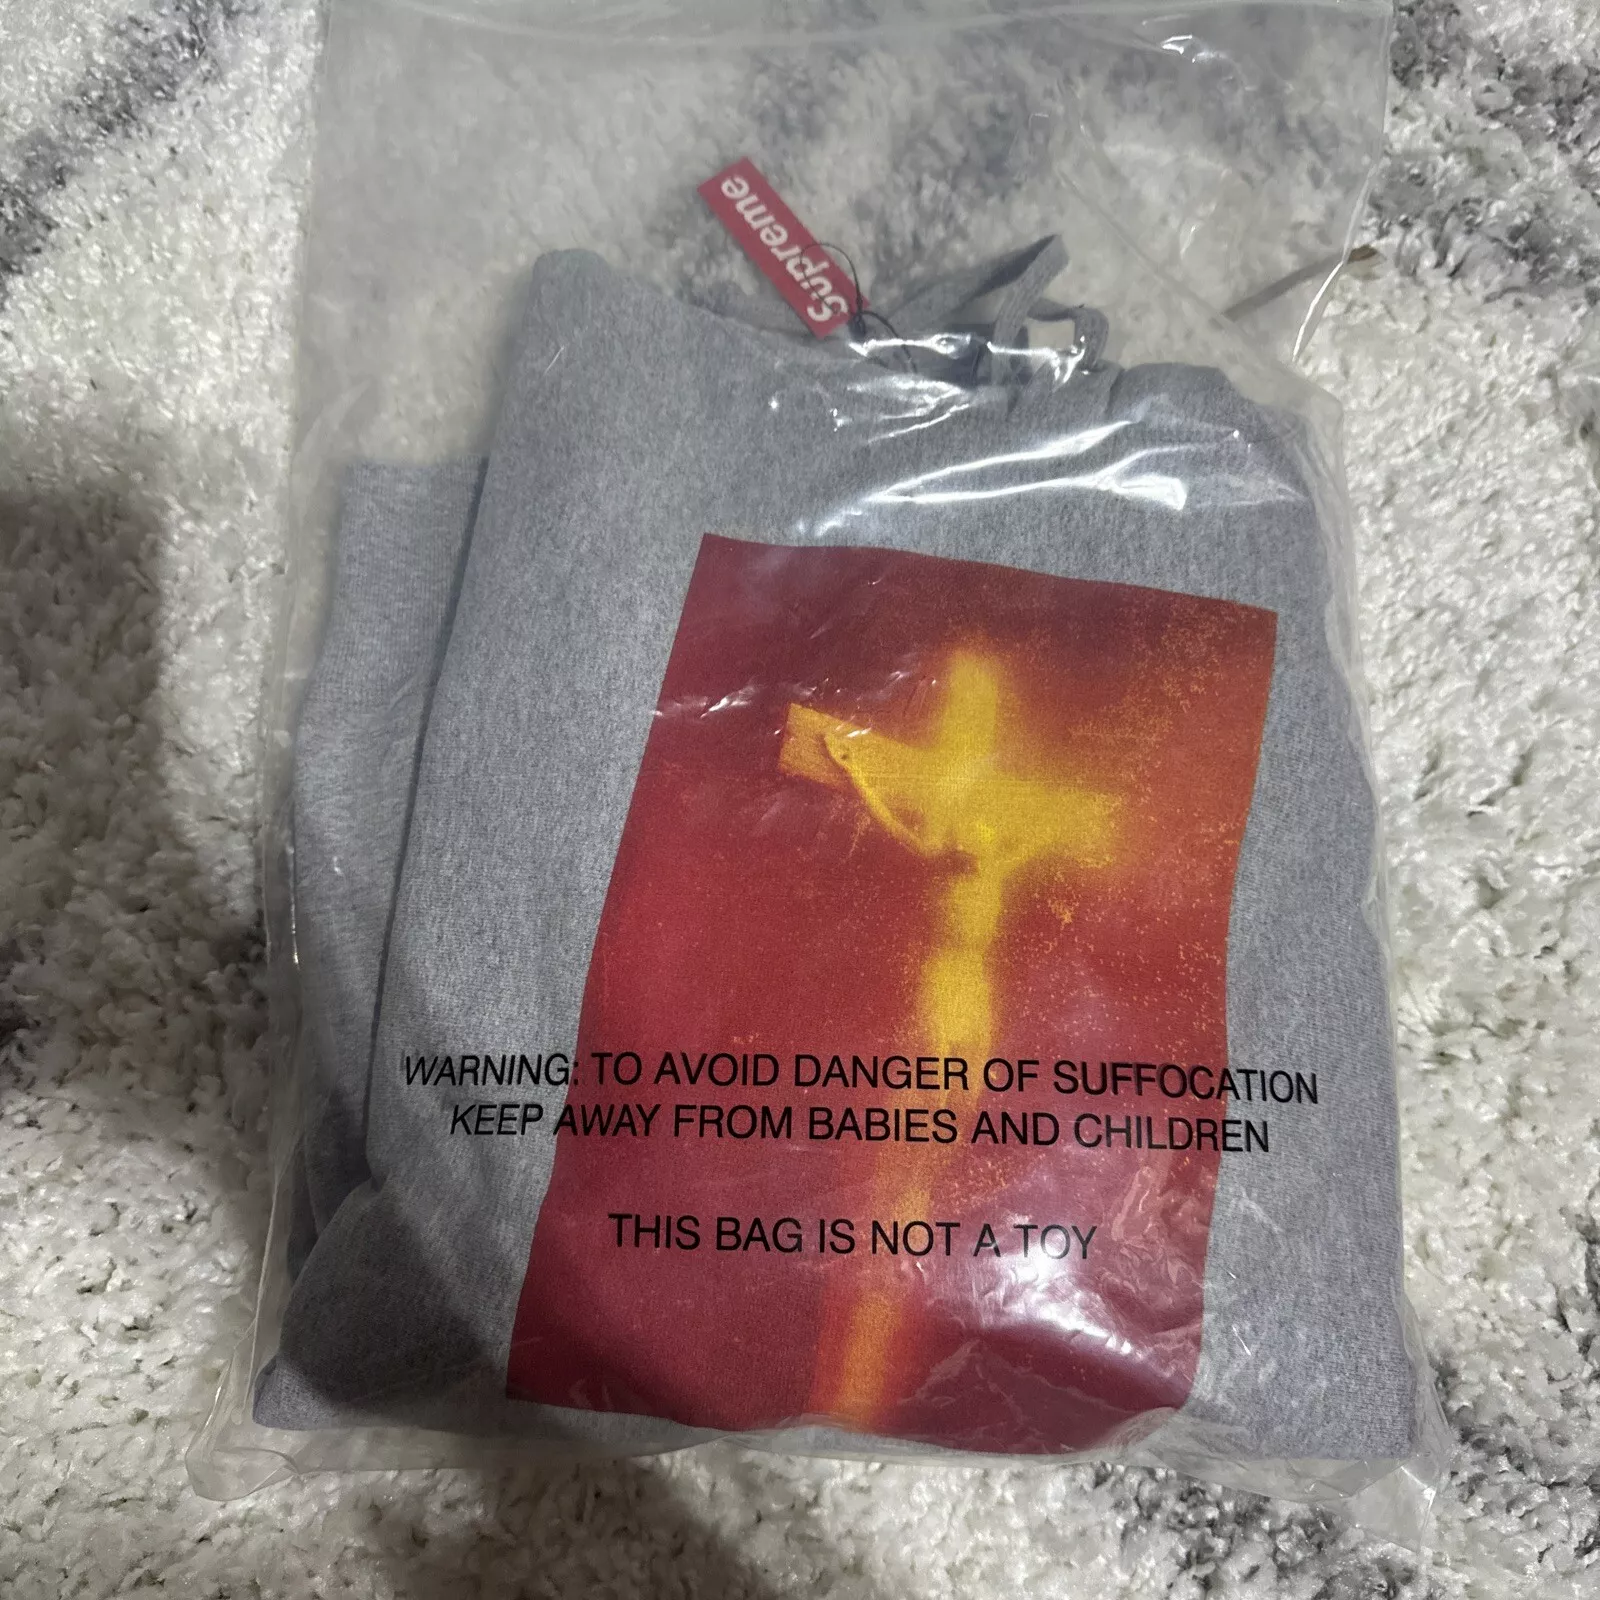 Supreme
WARNING: TO AVOID DANGER OF SUFFOCATION
KEEP AWAY FROM BABIES AND CHILDREN
THIS BAG IS NOT A TOY